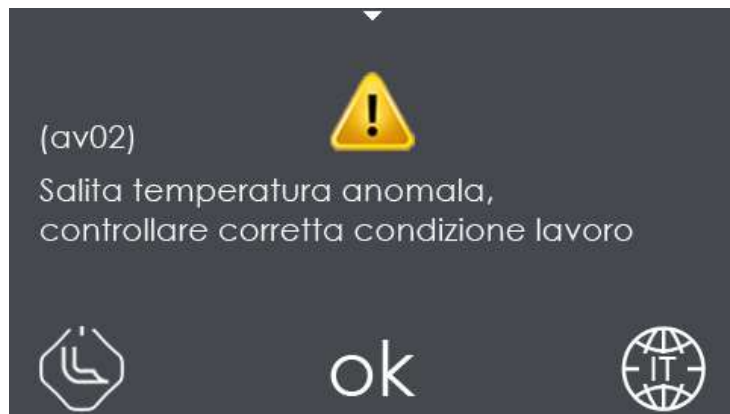 (av02)
Salita temperatura anomala,
controllare corretta condizione lavoro
ok
IT